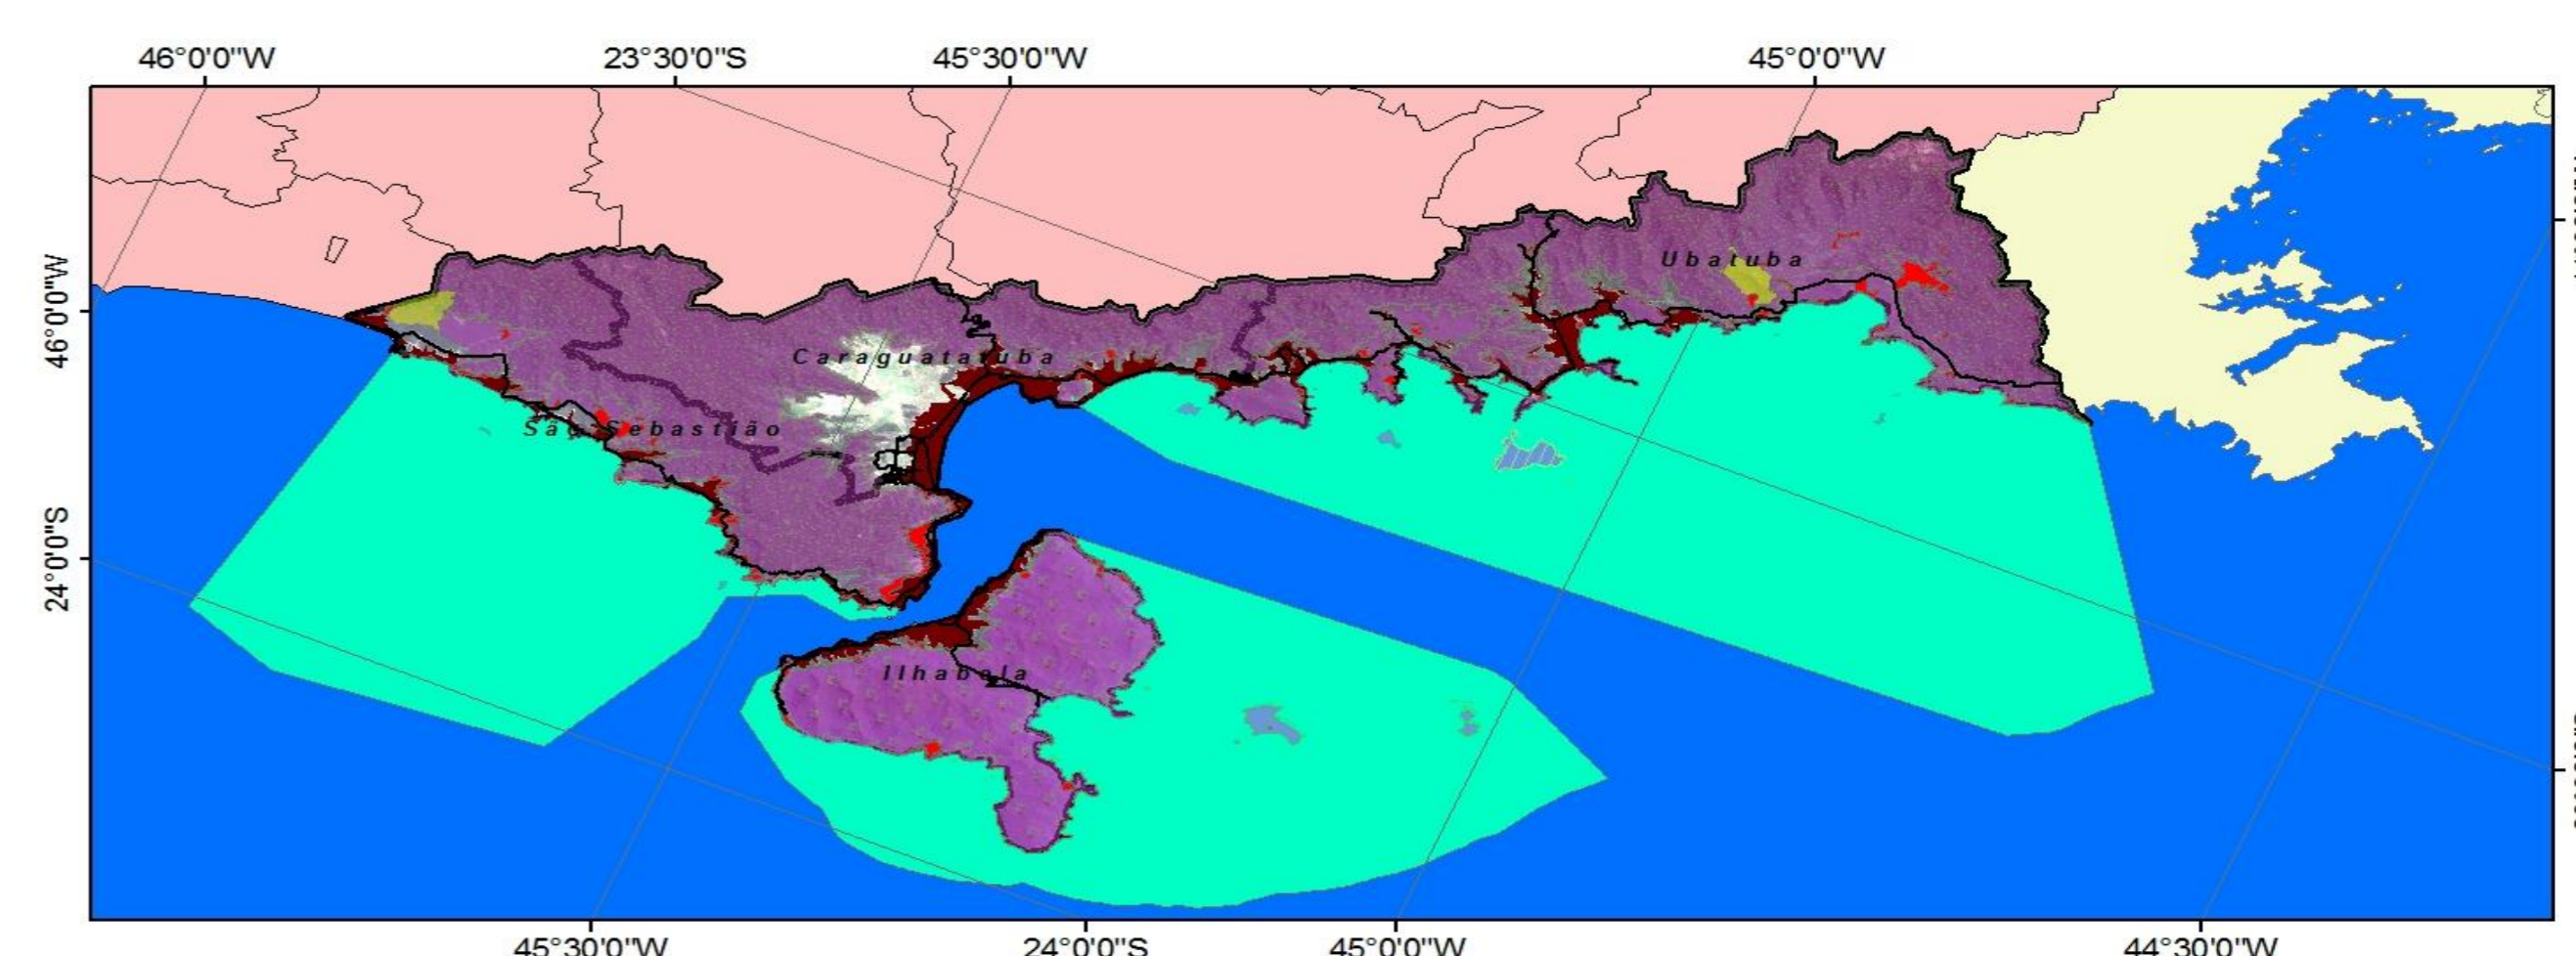 46°0'0"W 23°30'0"S 45°30'0"W 45°0'0"W
Ubatuba
46°0'0"W
Caraguatatuba
São Sebastião
24°0'0"S
Ilhabela
45°30'0"W 24°0'0"S 45°0'0"W 44°30'0"W